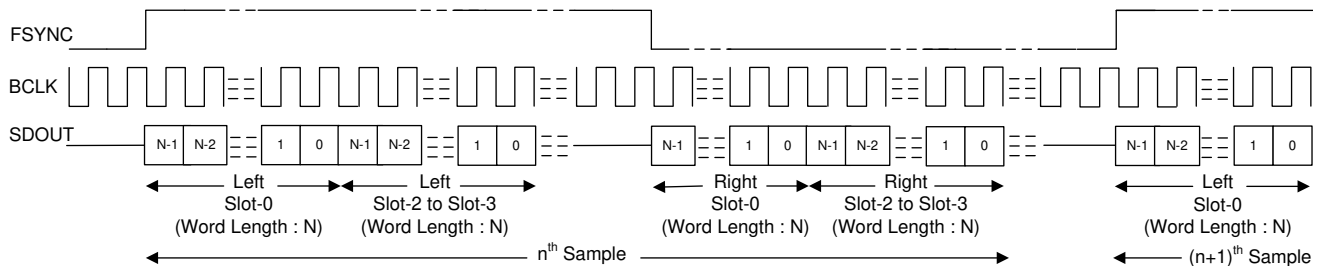 FSYNC
BCLK
SDOUT
N-1 N-2 1 0 N-1 N-2 1 0 N-1 1 0 N-1 N-2 1 0 N-1 N-2 1 0
Left Left Right Right Left
Slot-0 Slot-2 to Slot-3 Slot-0 Slot-2 to Slot-3 Slot-0
(Word Length : N) (Word Length : N) (Word Length : N) (Word Length : N) (Word Length : N)
nth Sample (n+1)th Sample